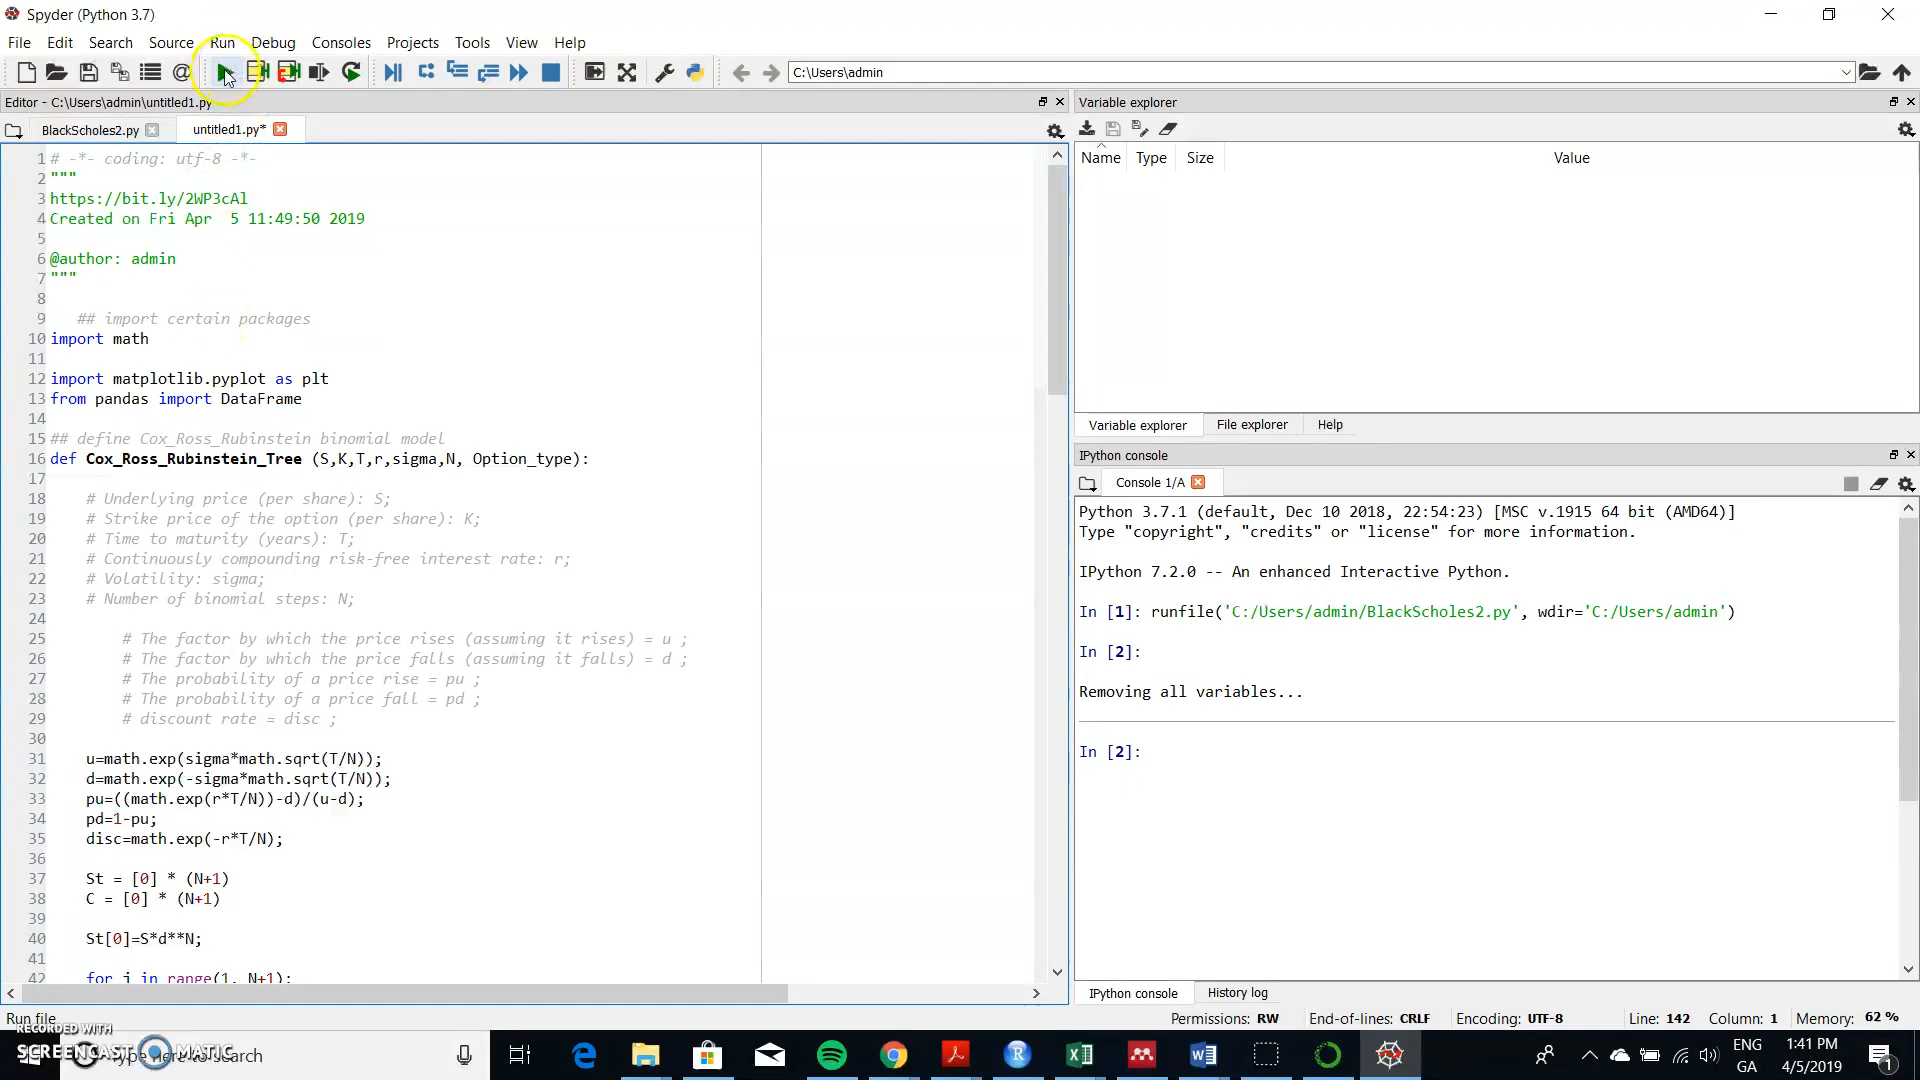 Spyder (Python 3.7)
File Edit Search Source Run Debug Consoles Projects Tools View Help
C:\Users\admin
Editor - C:\Users\admin\untitled1.py
BlackScholes2.py
untitled1.py*
1 # -*- coding: utf-8 -*-
2 """
3 https://bit.ly/2WP3cAl
4 Created on Fri Apr  5 11:49:50 2019
5
6 @author: admin
7 """
8
9    ## import certain packages
10 import math
11
12 import matplotlib.pyplot as plt
13 from pandas import DataFrame
14
15 ## define Cox_Ross_Rubinstein binomial model
16 def Cox_Ross_Rubinstein_Tree (S,K,T,r,sigma,N, Option_type):
17
18     # Underlying price (per share): S;
19     # Strike price of the option (per share): K;
20     # Time to maturity (years): T;
21     # Continuously compounding risk-free interest rate: r;
22     # Volatility: sigma;
23     # Number of binomial steps: N;
24
25         # The factor by which the price rises (assuming it rises) = u ;
26         # The factor by which the price falls (assuming it falls) = d ;
27         # The probability of a price rise = pu ;
28         # The probability of a price fall = pd ;
29         # discount rate = disc ;
30
31     u=math.exp(sigma*math.sqrt(T/N));
32     d=math.exp(-sigma*math.sqrt(T/N));
33     pu=((math.exp(r*T/N))-d)/(u-d);
34     pd=1-pu;
35     disc=math.exp(-r*T/N);
36
37     St = [0] * (N+1)
38     C = [0] * (N+1)
39
40     St[0]=S*d**N;
41
42     for j in range(1, N+1):
Variable explorer
Name Type Size Value
Variable explorer File explorer Help
IPython console
Console 1/A
Python 3.7.1 (default, Dec 10 2018, 22:54:23) [MSC v.1915 64 bit (AMD64)]
Type "copyright", "credits" or "license" for more information.
IPython 7.2.0 -- An enhanced Interactive Python.
In [1]: runfile('C:/Users/admin/BlackScholes2.py', wdir='C:/Users/admin')
In [2]:
Removing all variables...
In [2]:
IPython console History log
Run file
Permissions: RW End-of-lines: CRLF Encoding: UTF-8 Line: 142 Column: 1 Memory: 62 %
RECORDED WITH
SCREENCAST MATIC
Type here to search
ENG
GA
1:41 PM
4/5/2019
1